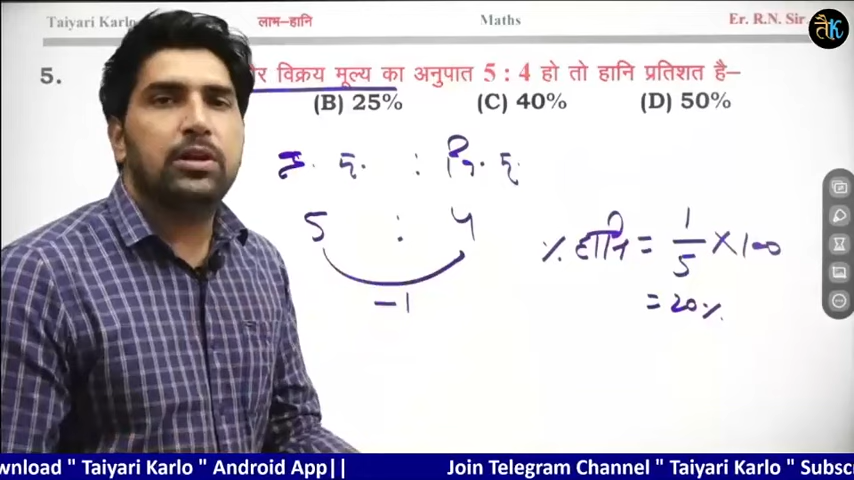 Taiyari Karlo लाभ-हानि Maths Er. R.N. Sir
5. विक्रय मूल्य का अनुपात 5 : 4 हो तो हानि प्रतिशत है–
(B) 25% (C) 40% (D) 50%
क्र. मू. : वि. मू.
5 : 4
-1
% हानि = 1/5 × 100
= 20%
wnload " Taiyari Karlo " Android App|| Join Telegram Channel " Taiyari Karlo " Subsc